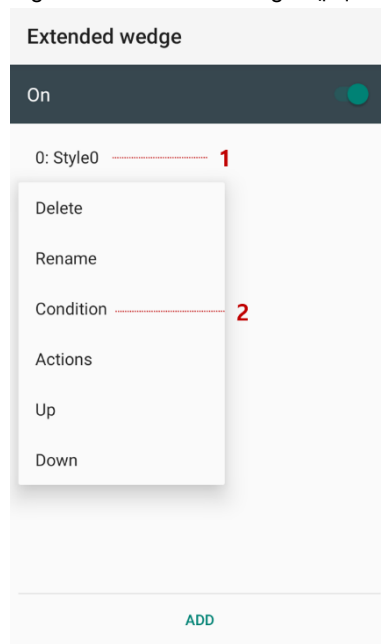 Extended wedge
On
0: Style0 1
Delete
Rename
Condition 2
Actions
Up
Down
ADD